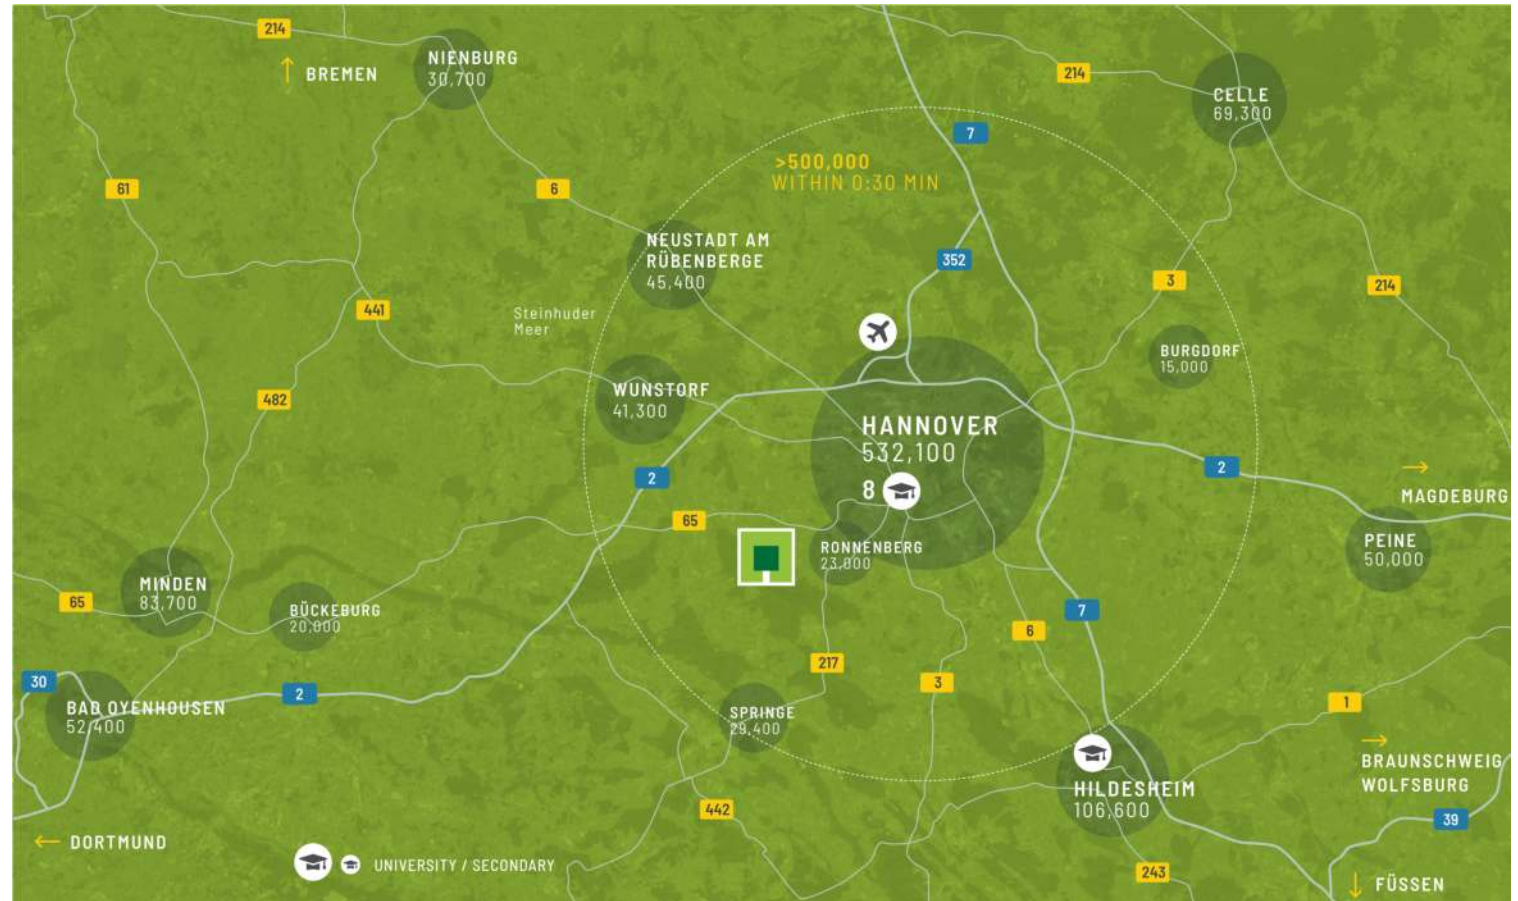 214
NIENBURG
30,700
BREMEN
214
CELLE
69,300
7
>500,000
WITHIN 0:30 MIN
61
6
NEUSTADT AM
RÜBENBERGE
45,400
352
3
214
441
Steinhuder
Meer
BURGDORF
15,000
WUNSTORF
41,300
482
HANNOVER
532,100
8
2
2
MAGDEBURG
65
RONNENBERG
23,000
PEINE
50,000
MINDEN
83,700
65
BÜCKEBURG
20,000
7
6
217
3
30
2
BAD OYENHOUSEN
52,400
SPRINGE
29,400
1
BRAUNSCHWEIG
WOLFSBURG
HILDESHEIM
106,600
442
39
DORTMUND
UNIVERSITY / SECONDARY
243
FÜSSEN